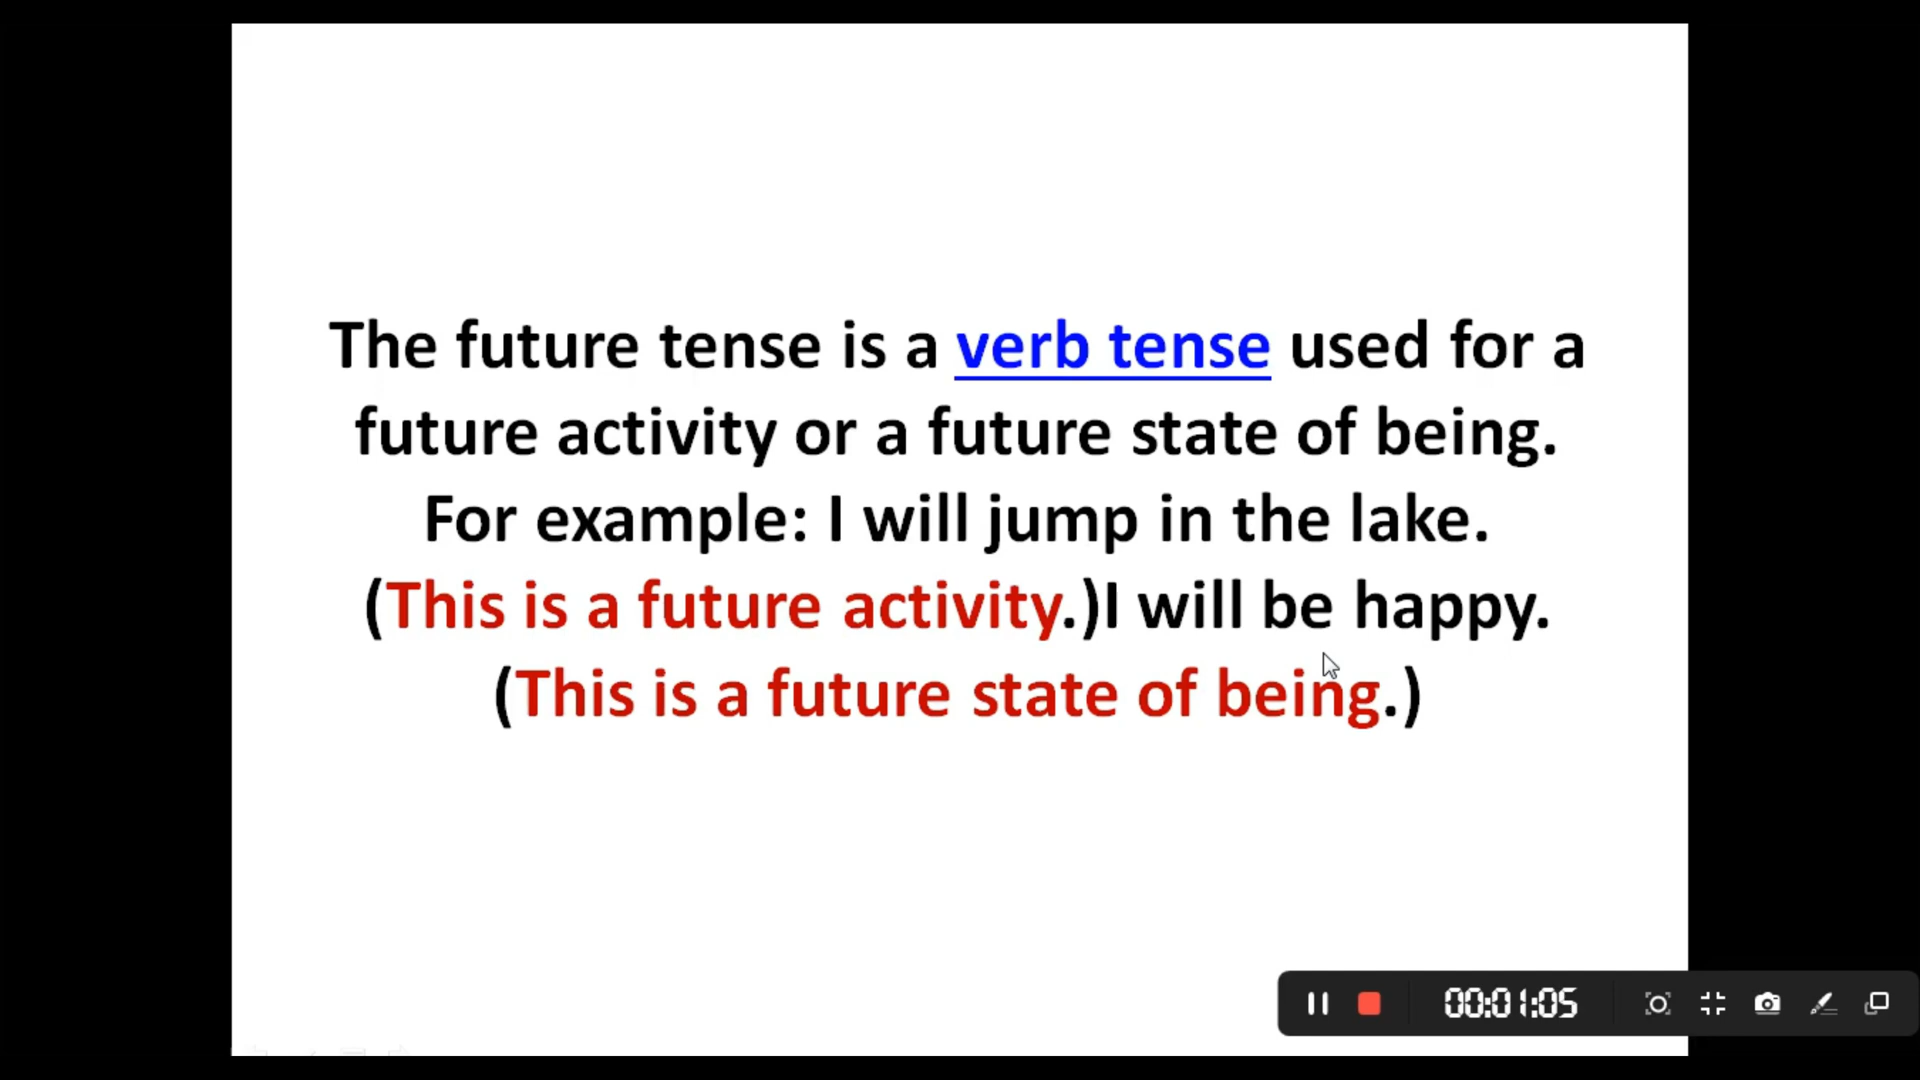 The future tense is a verb tense used for a
future activity or a future state of being.
For example: I will jump in the lake.
(This is a future activity.)I will be happy.
(This is a future state of being.)
00:01:05